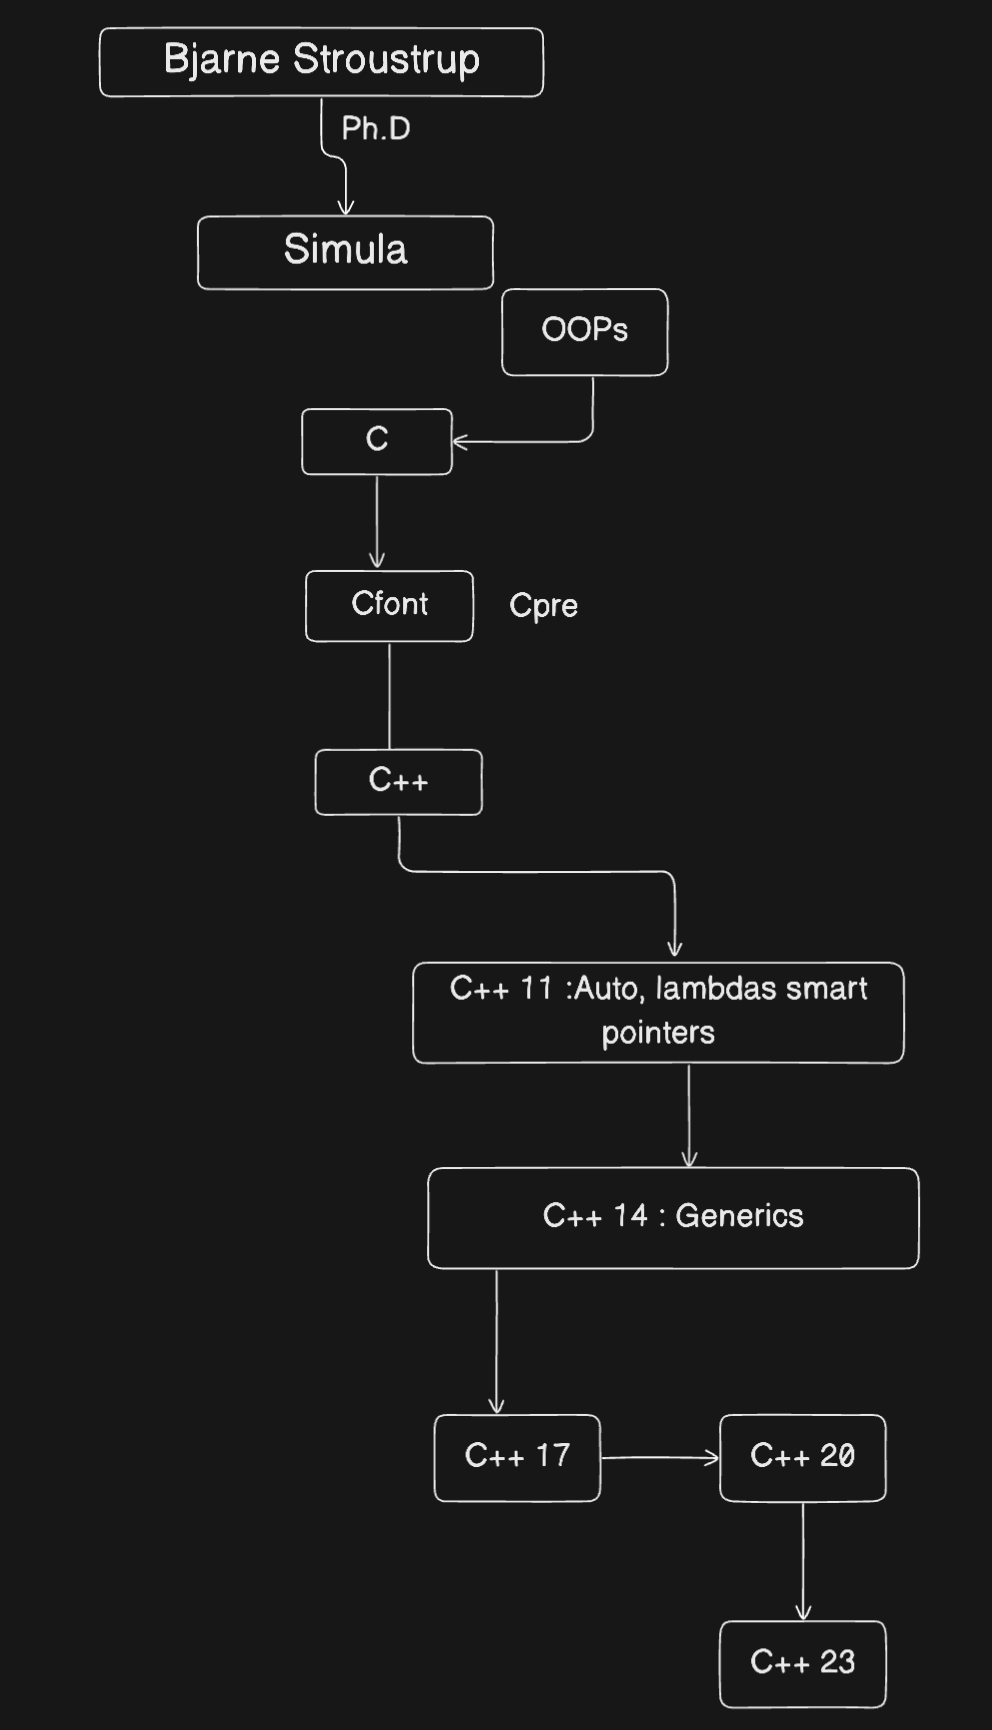 Bjarne Stroustrup
Ph.D
Simula
OOPs
C
Cfont
Cpre
C++
C++ 11 :Auto, lambdas smart
pointers
C++ 14 : Generics
C++ 17
C++ 20
C++ 23